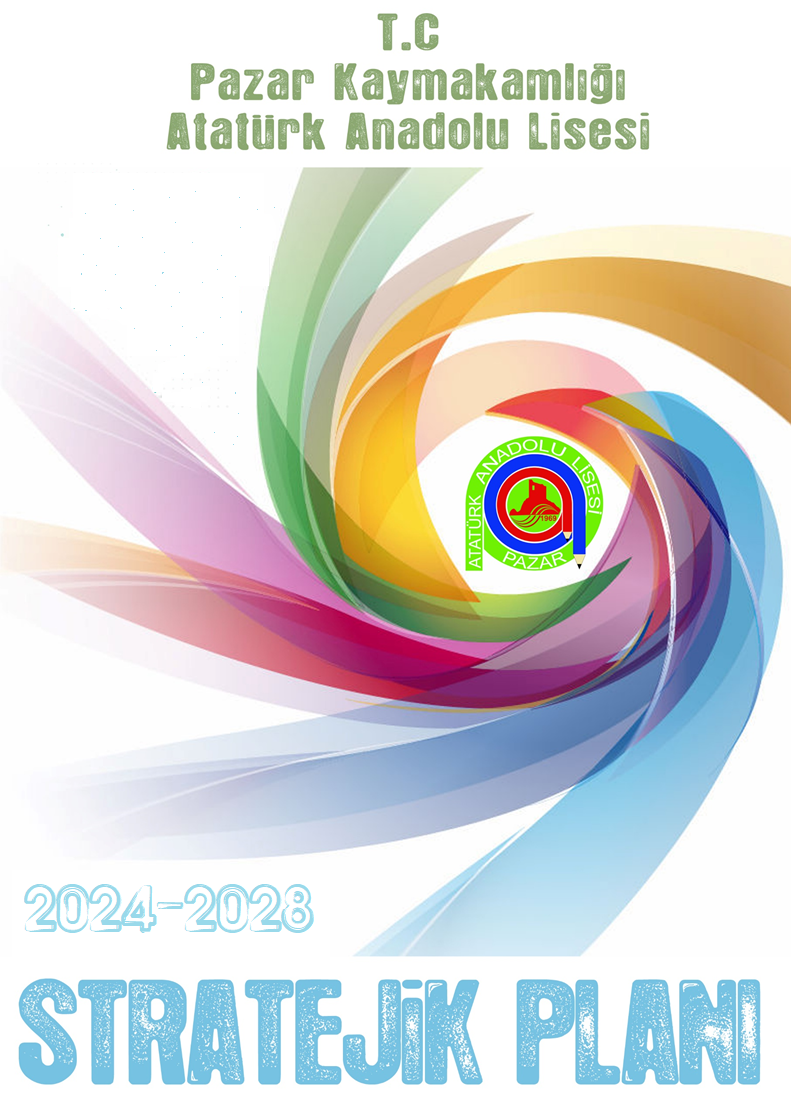 T.C
Pazar Kaymakamlığı
Atatürk Anadolu Lisesi
ATATÜRK ANADOLU LİSESİ
1969
PAZAR
2024-2028
STRATEJİK PLANI